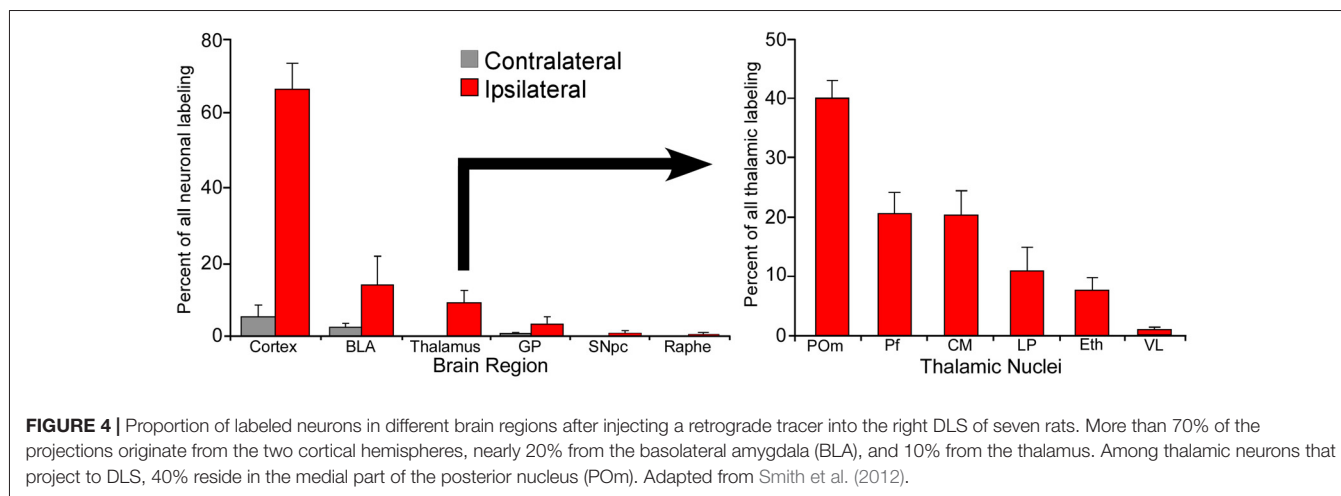 80
60
40
20
0
Percent of all neuronal labeling
Contralateral
Ipsilateral
Cortex BLA Thalamus GP SNpc Raphe
Brain Region
50
40
30
20
10
0
Percent of all thalamic labeling
POm Pf CM LP Eth VL
Thalamic Nuclei
FIGURE 4 | Proportion of labeled neurons in different brain regions after injecting a retrograde tracer into the right DLS of seven rats. More than 70% of the
projections originate from the two cortical hemispheres, nearly 20% from the basolateral amygdala (BLA), and 10% from the thalamus. Among thalamic neurons that
project to DLS, 40% reside in the medial part of the posterior nucleus (POm). Adapted from Smith et al. (2012).